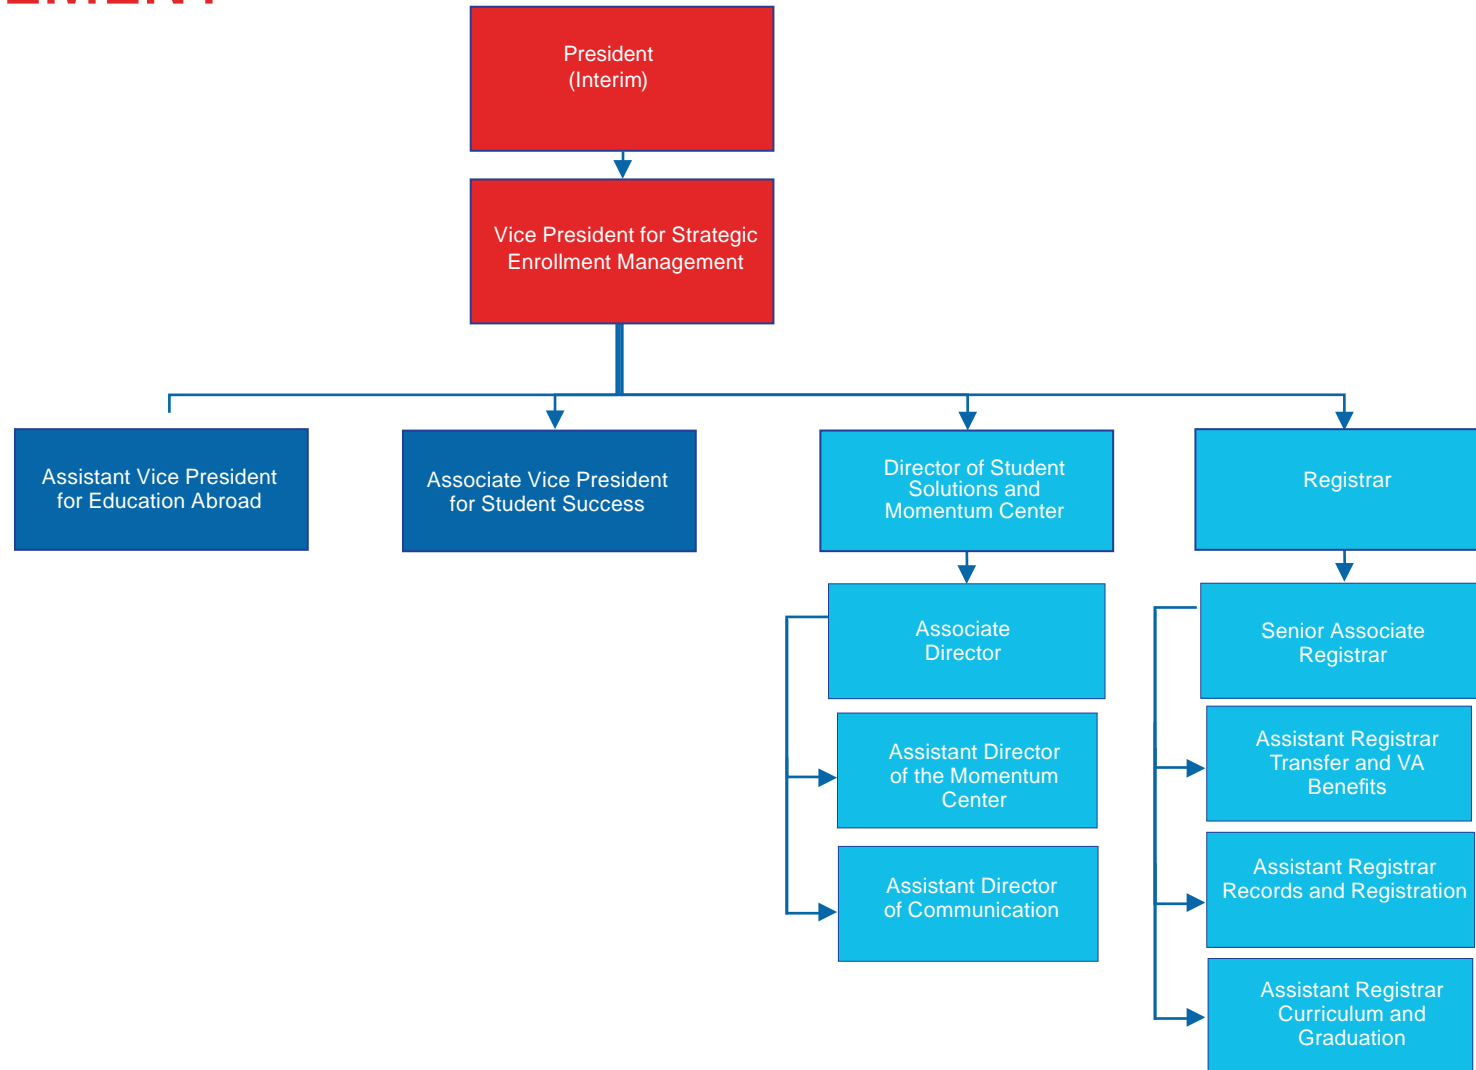 President
(Interim)
Vice President for Strategic
Enrollment Management
Assistant Vice President
for Education Abroad
Associate Vice President
for Student Success
Director of Student
Solutions and
Momentum Center
Registrar
Associate
Director
Senior Associate
Registrar
Assistant Director
of the Momentum
Center
Assistant Registrar
Transfer and VA
Benefits
Assistant Director
of Communication
Assistant Registrar
Records and Registration
Assistant Registrar
Curriculum and
Graduation